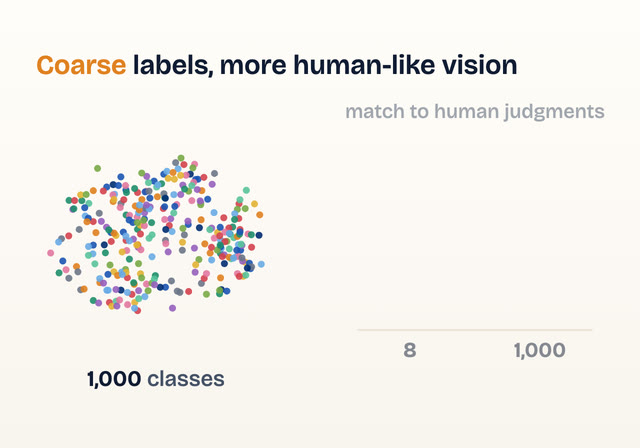 Coarse labels, more human-like vision
match to human judgments
8 1,000
1,000 classes